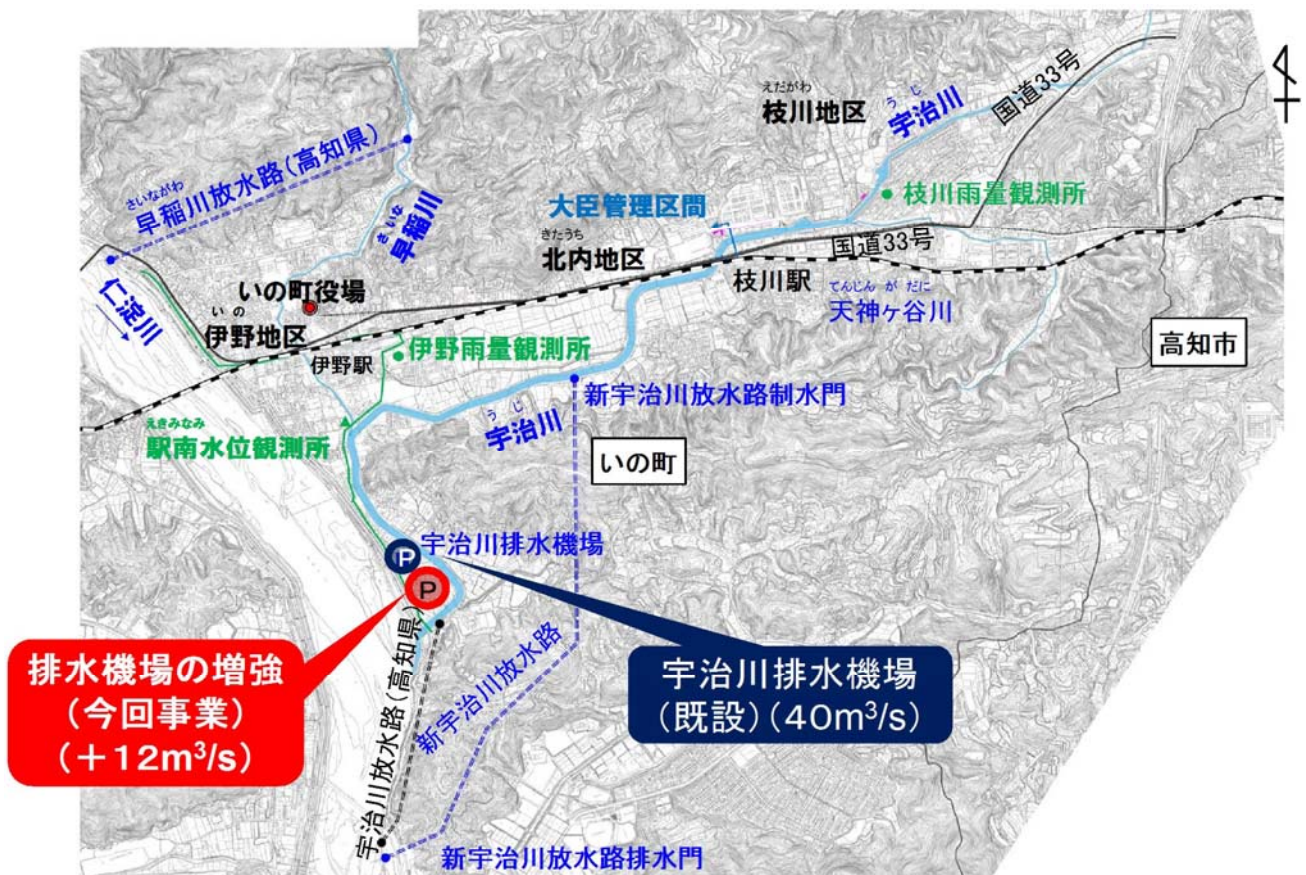 えだがわ
枝川地区
うじ
宇治川
国道33号
さいながわ
早稲川放水路(高知県)
さいな
早稲川
大臣管理区間
枝川雨量観測所
きたうち
北内地区
国道33号
枝川駅
てんじんがだに
天神ヶ谷川
仁淀川
いの町役場
いの
伊野地区
伊野駅
伊野雨量観測所
高知市
新宇治川放水路制水門
うじ
宇治川
えきみなみ
駅南水位観測所
いの町
宇治川排水機場
P
P
排水機場の増強
(今回事業)
(+12m³/s)
宇治川排水機場
(既設)(40m³/s)
宇治川放水路(高知県)
新宇治川放水路
新宇治川放水路排水門